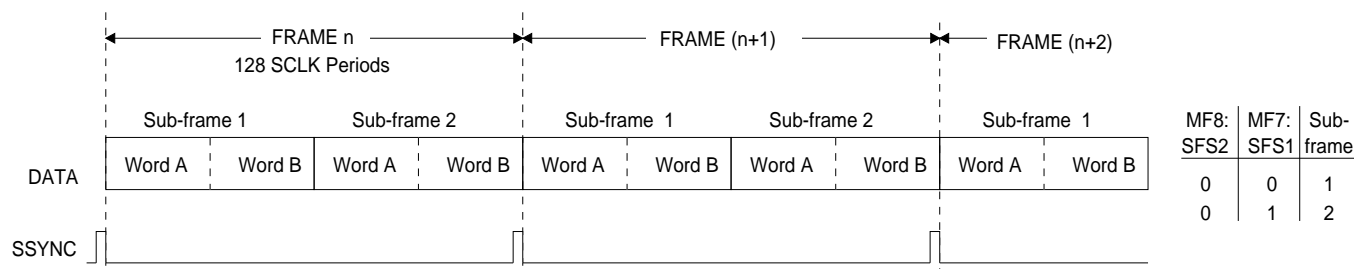 FRAME n
FRAME (n+1)
FRAME (n+2)
128 SCLK Periods
Sub-frame 1
Sub-frame 2
Sub-frame 1
Sub-frame 2
Sub-frame 1
DATA
Word A
Word B
Word A
Word B
Word A
Word B
Word A
Word B
Word A
Word B
SSYNC
MF8: MF7: Sub-
SFS2 SFS1 frame
0 0 1
0 1 2